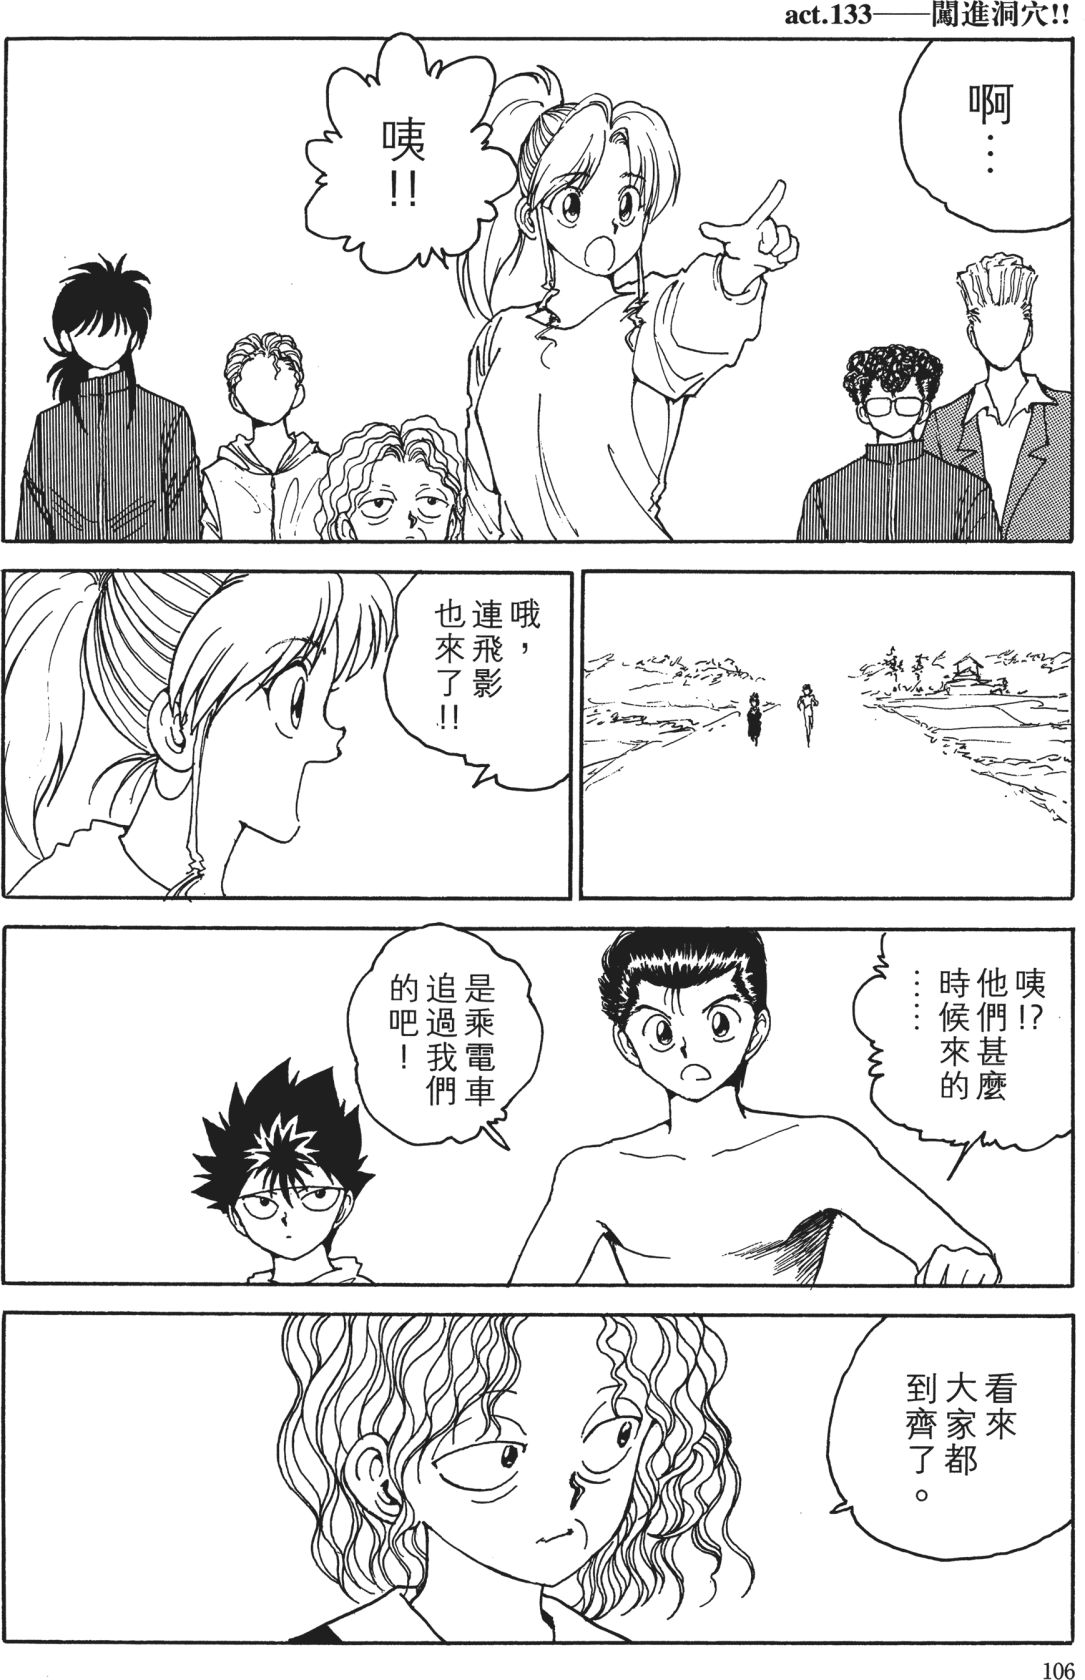 act.133——闖進洞穴!!
啊…
咦!!
哦，
連飛影
也來了!!
咦!?
他們甚麼
時候來的
……
是乘電車
追過我們
的吧！
看來
大家都
到齊了。
106